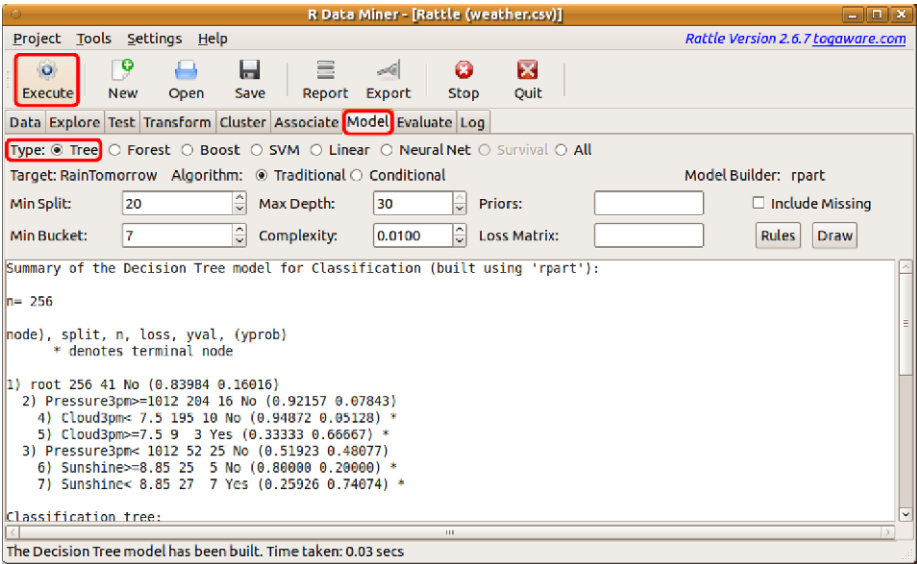 R Data Miner - [Rattle (weather.csv)]
Project Tools Settings Help Rattle Version 2.6.7 togaware.com
Execute New Open Save Report Export Stop Quit
Data Explore Test Transform Cluster Associate Model Evaluate Log
Type: Tree Forest Boost SVM Linear Neural Net Survival All
Target: RainTomorrow Algorithm: Traditional Conditional Model Builder: rpart
Min Split: 20 Max Depth: 30 Priors: Include Missing
Min Bucket: 7 Complexity: 0.0100 Loss Matrix: Rules Draw
Summary of the Decision Tree model for Classification (built using 'rpart'):
n= 256
node), split, n, loss, yval, (yprob)
* denotes terminal node
1) root 256 41 No (0.83984 0.16016)
2) Pressure3pm>=1012 204 16 No (0.92157 0.07843)
4) Cloud3pm< 7.5 195 10 No (0.94872 0.05128) *
5) Cloud3pm>=7.5 9  3 Yes (0.33333 0.66667) *
3) Pressure3pm< 1012 52 25 No (0.51923 0.48077)
6) Sunshine>=8.85 25  5 No (0.80000 0.20000) *
7) Sunshine< 8.85 27  7 Yes (0.25926 0.74074) *
Classification tree:
The Decision Tree model has been built. Time taken: 0.03 secs